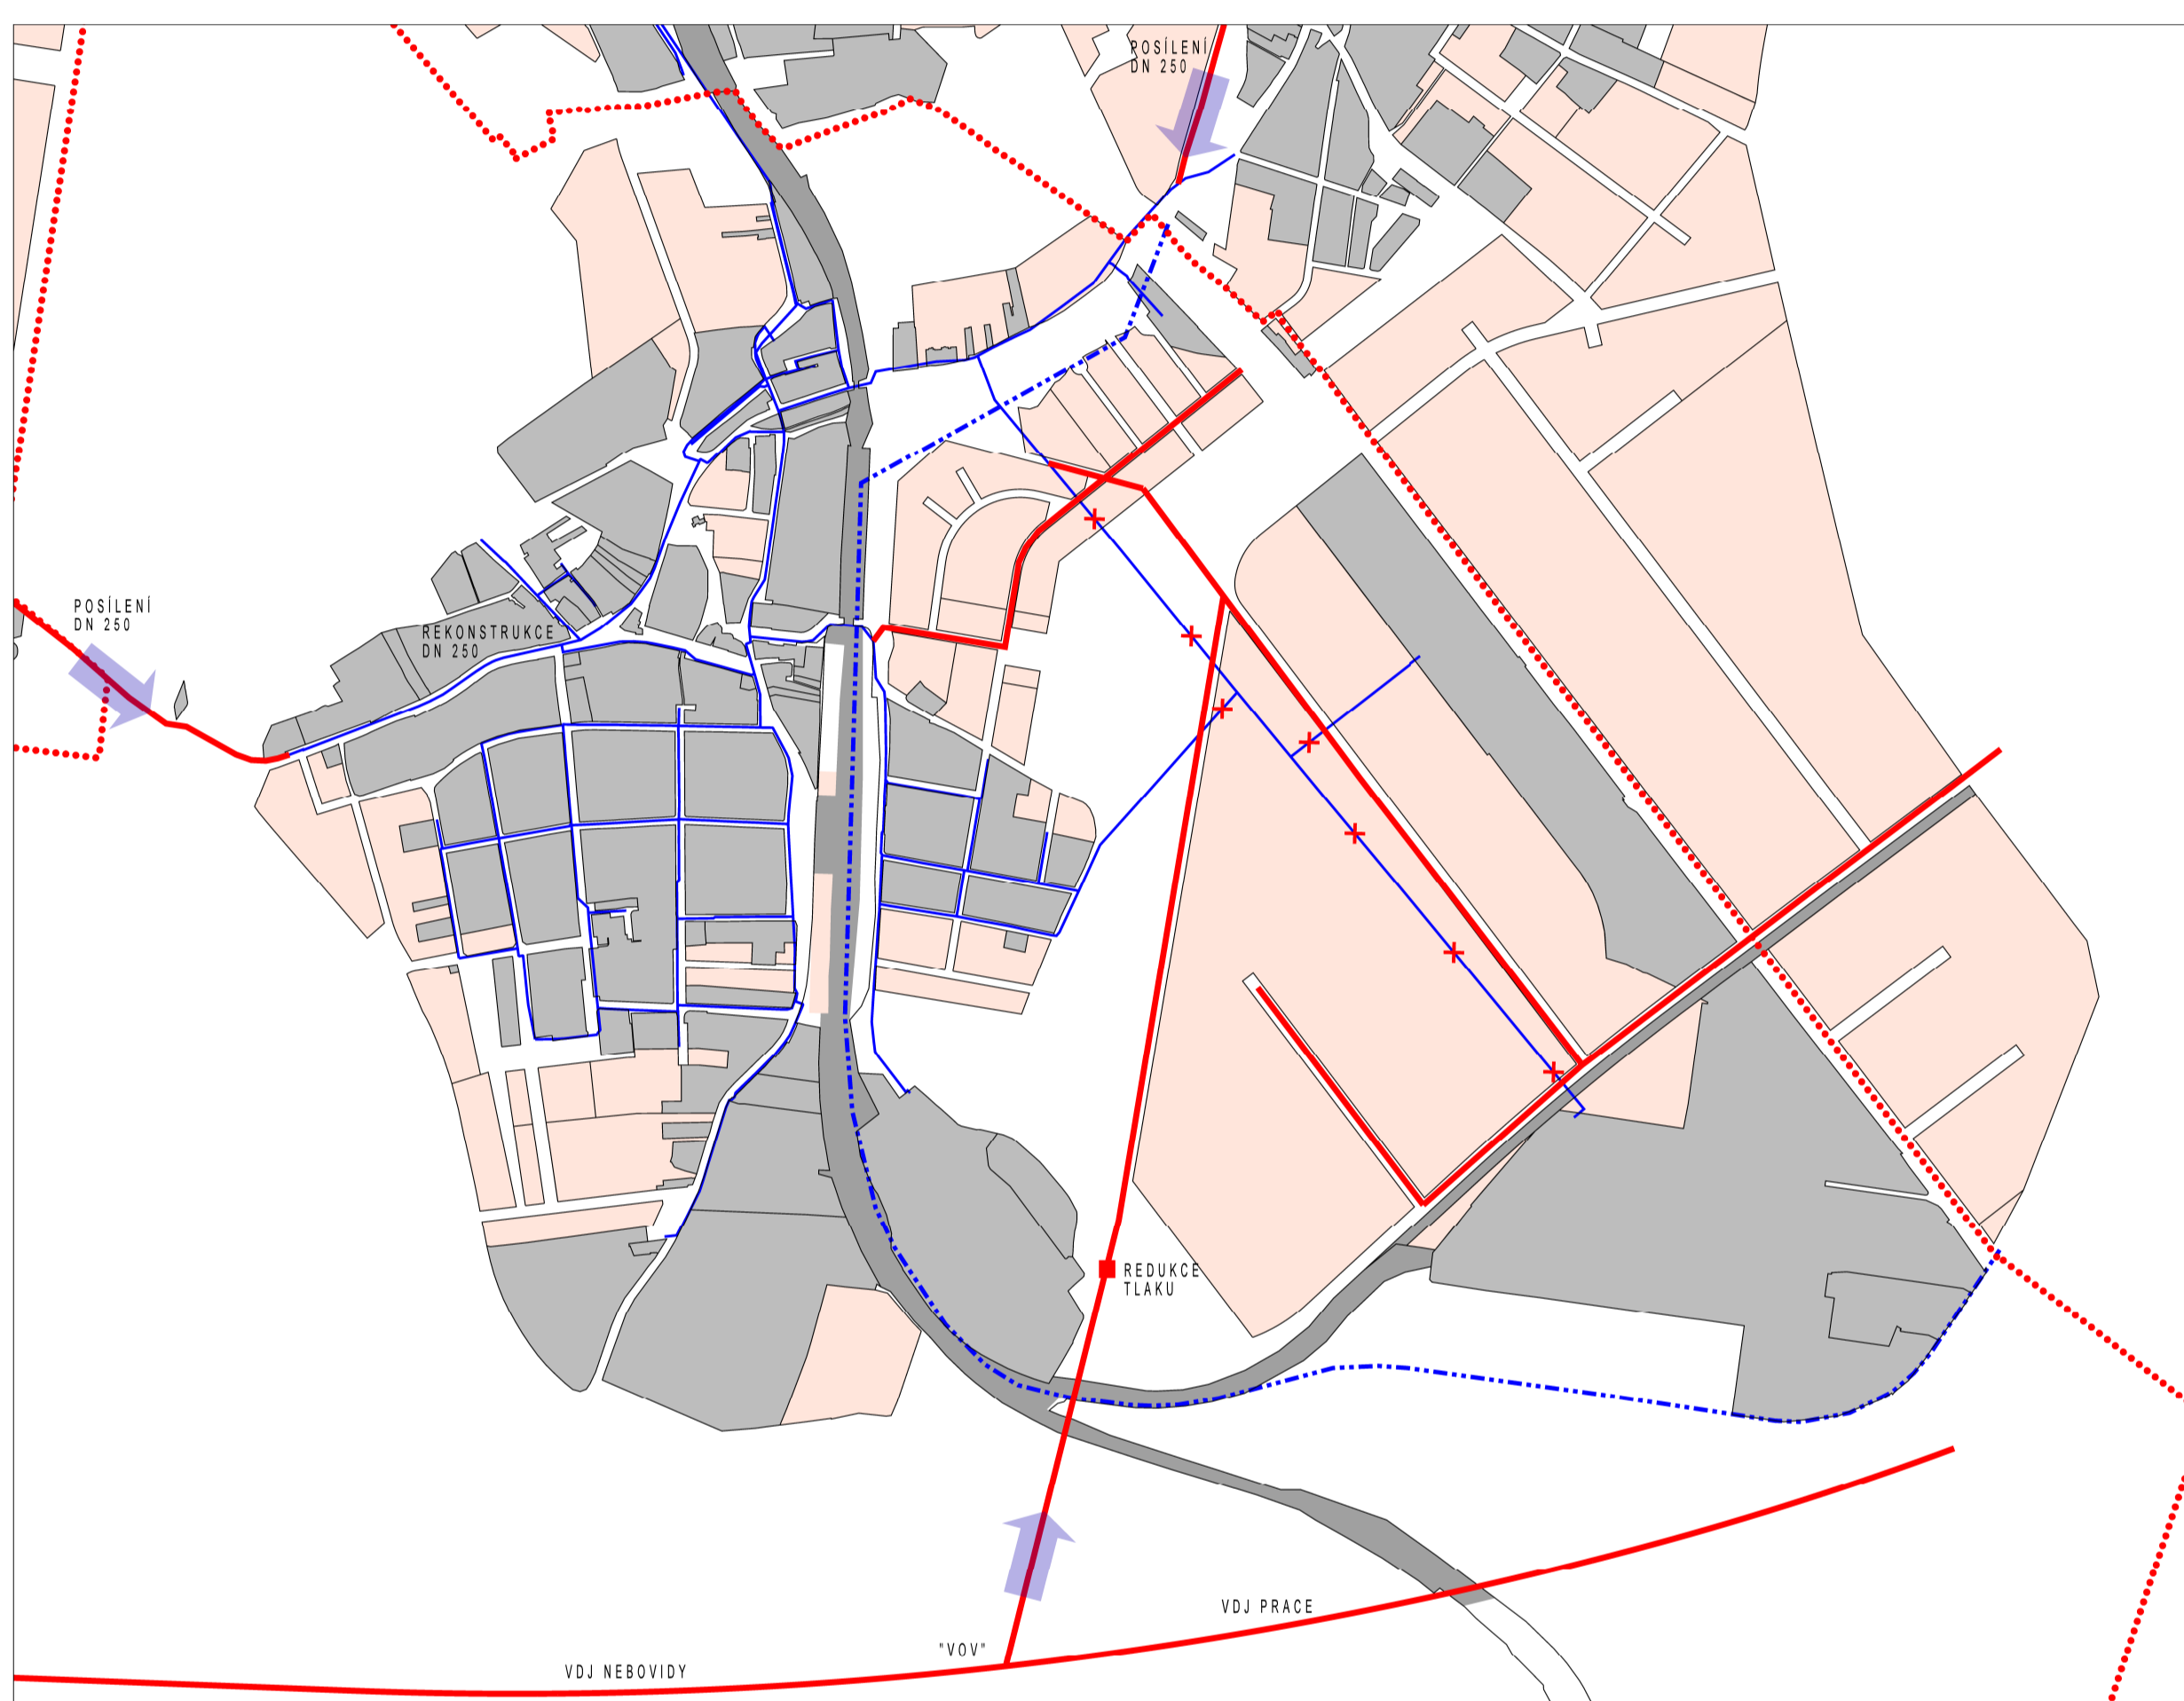 POSÍLENÍ
DN 250
POSÍLENÍ
DN 250
REKONSTRUKCE
DN 250
REDUKCE
TLAKU
VDJ PRACE
"VOV"
VDJ NEBOVIDY